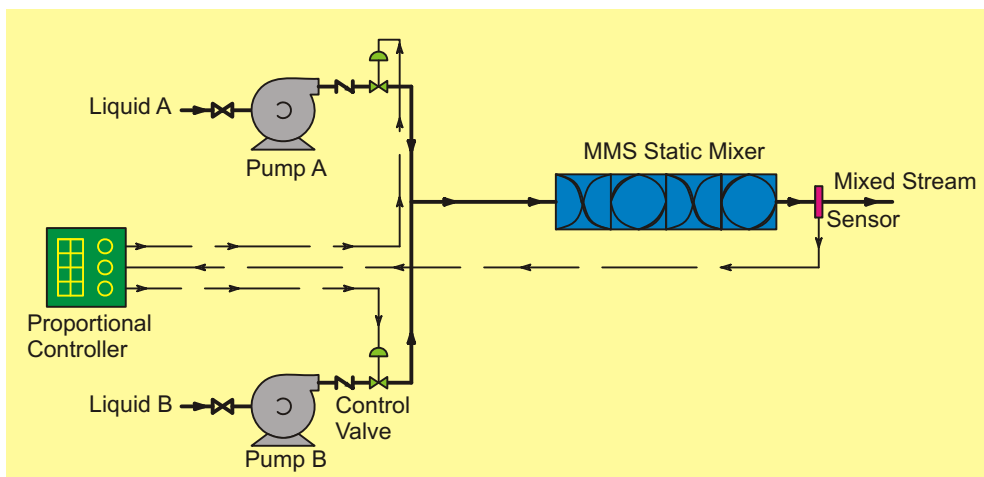 Liquid A
Pump A
MMS Static Mixer
Mixed Stream
Sensor
Proportional
Controller
Liquid B
Control
Valve
Pump B